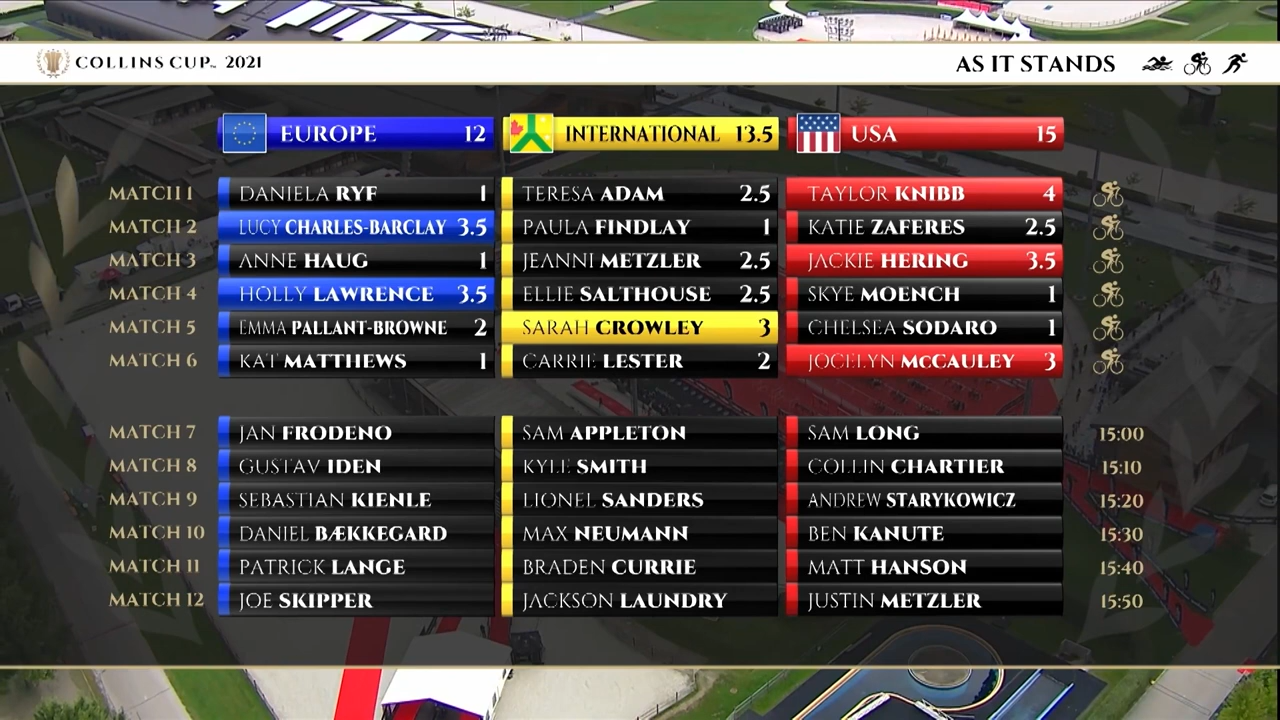 COLLINS CUP™ 2021
AS IT STANDS
EUROPE 12 INTERNATIONAL 13.5 USA 15
MATCH 1 DANIELA RYF 1 TERESA ADAM 2.5 TAYLOR KNIBB 4
MATCH 2 LUCY CHARLES-BARCLAY 3.5 PAULA FINDLAY 1 KATIE ZAFERES 2.5
MATCH 3 ANNE HAUG 1 JEANNI METZLER 2.5 JACKIE HERING 3.5
MATCH 4 HOLLY LAWRENCE 3.5 ELLIE SALTHOUSE 2.5 SKYE MOENCH 1
MATCH 5 EMMA PALLANT-BROWNE 2 SARAH CROWLEY 3 CHELSEA SODARO 1
MATCH 6 KAT MATTHEWS 1 CARRIE LESTER 2 JOCELYN McCAULEY 3
MATCH 7 JAN FRODENO SAM APPLETON SAM LONG 15:00
MATCH 8 GUSTAV IDEN KYLE SMITH COLLIN CHARTIER 15:10
MATCH 9 SEBASTIAN KIENLE LIONEL SANDERS ANDREW STARYKOWICZ 15:20
MATCH 10 DANIEL BÆKKEGARD MAX NEUMANN BEN KANUTE 15:30
MATCH 11 PATRICK LANGE BRADEN CURRIE MATT HANSON 15:40
MATCH 12 JOE SKIPPER JACKSON LAUNDRY JUSTIN METZLER 15:50